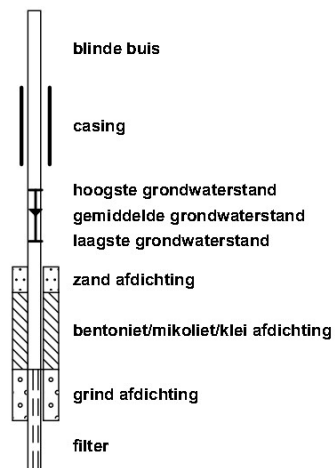 blinde buis
casing
hoogste grondwaterstand
gemiddelde grondwaterstand
laagste grondwaterstand
zand afdichting
bentoniet/mikoliet/klei afdichting
grind afdichting
filter